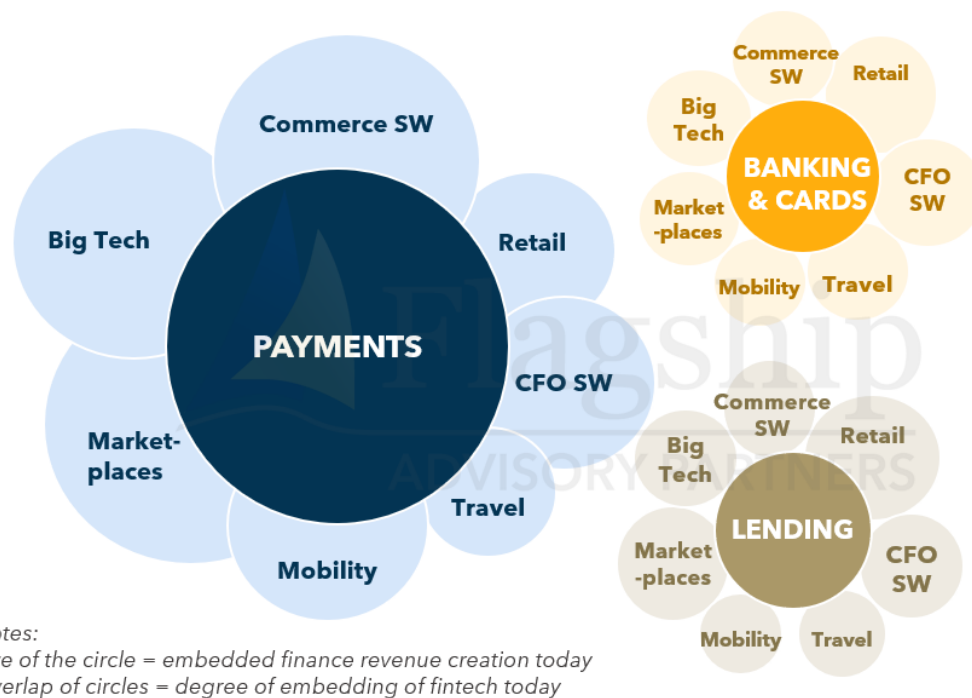 Commerce SW
Big Tech
Retail
PAYMENTS
CFO SW
Market-
places
Travel
Mobility
Commerce
SW
Retail
Big
Tech
BANKING
& CARDS
CFO
SW
Market
-places
Mobility
Travel
Flagship
ADVISORY PARTNERS
Commerce
SW
Retail
Big
Tech
LENDING
Market
-places
CFO
SW
Mobility
Travel
otes:
e of the circle = embedded finance revenue creation today
verlap of circles = degree of embedding of fintech today